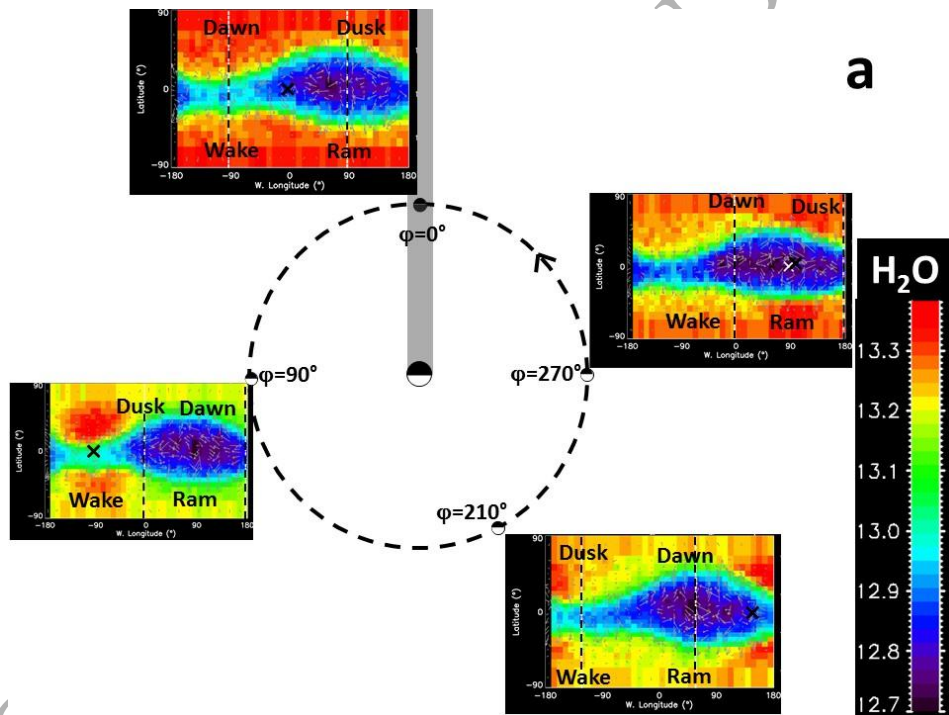 a
90
Dawn Dusk
Latitude (°)
0
Wake Ram
-90
-180 -90 0 90 180
W. Longitude (°)
φ=0°
90
Dawn Dusk
Latitude (°)
0
Wake Ram
-90
-180 -90 0 90 180
W. Longitude (°)
φ=90°
φ=270°
90
Dusk Dawn
Latitude (°)
0
Wake Ram
-90
-180 -90 0 90 180
W. Longitude (°)
φ=210°
90
Dusk Dawn
Latitude (°)
0
Wake Ram
-90
-180 -90 0 90 180
W. Longitude (°)
H₂O
13.3
13.2
13.1
13.0
12.9
12.8
12.7